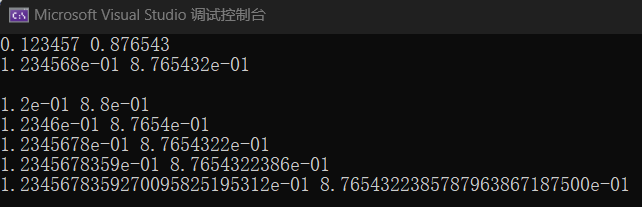 Microsoft Visual Studio 调试控制台
0.123457 0.876543
1.234568e-01 8.765432e-01
1.2e-01 8.8e-01
1.2346e-01 8.7654e-01
1.2345678e-01 8.7654322e-01
1.2345678359e-01 8.7654322386e-01
1.2345678359270095825195312e-01 8.7654322385787963867187500e-01